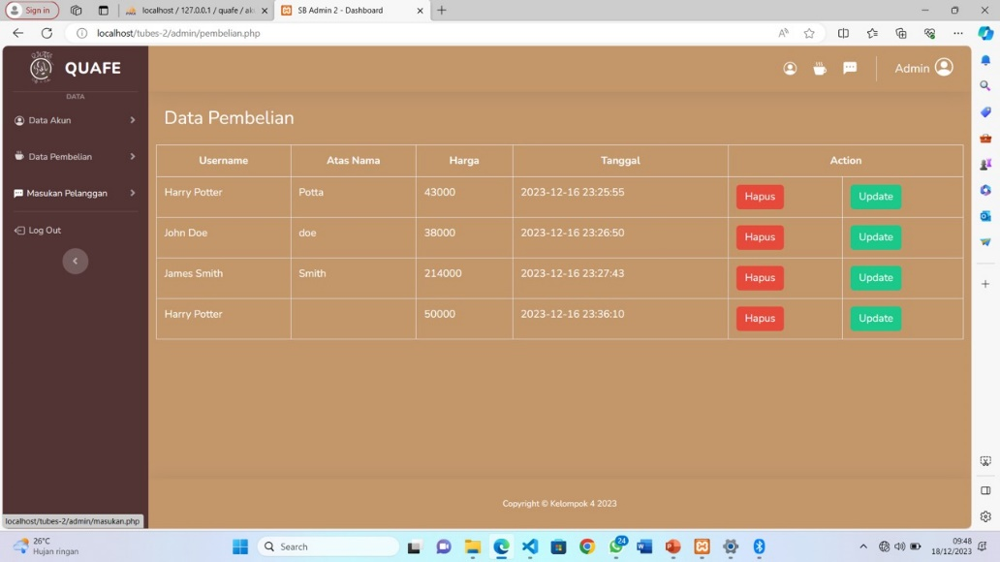 Sign in
localhost / 127.0.0.1 / quafe / ak
SB Admin 2 - Dashboard
localhost/tubes-2/admin/pembelian.php
QUAFE
Admin
DATA
Data Akun
Data Pembelian
Masukan Pelanggan
Log Out
Data Pembelian
Username Atas Nama Harga Tanggal Action
Harry Potter Potta 43000 2023-12-16 23:25:55 Hapus Update
John Doe doe 38000 2023-12-16 23:26:50 Hapus Update
James Smith Smith 214000 2023-12-16 23:27:43 Hapus Update
Harry Potter 50000 2023-12-16 23:36:10 Hapus Update
Copyright © Kelompok 4 2023
localhost/tubes-2/admin/masukan.php
26°C
Hujan ringan
Search
24
09:48
18/12/2023